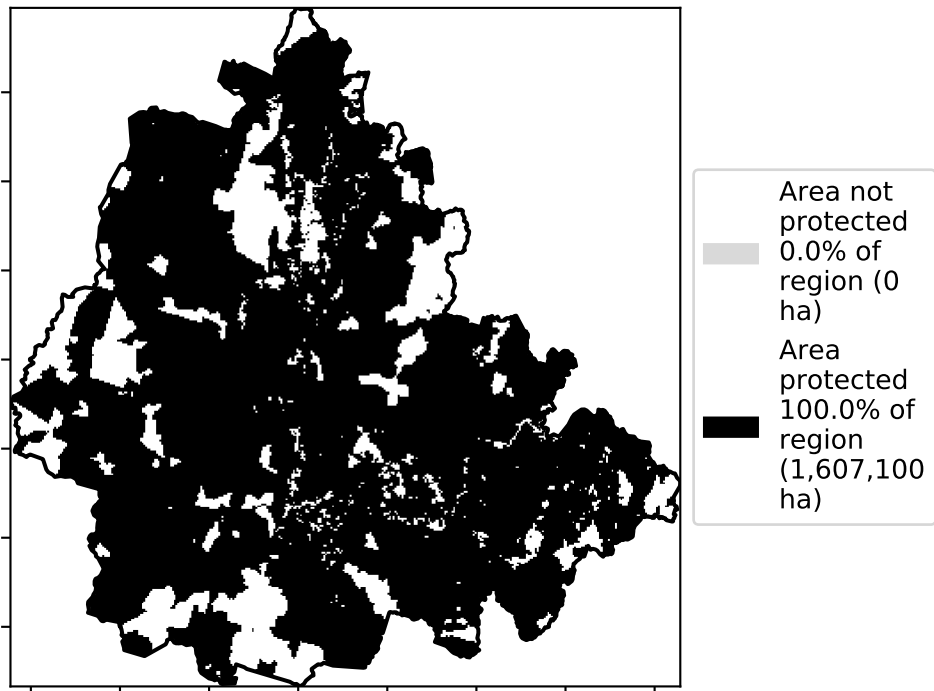 Area not
protected
0.0% of
region (0
ha)
Area
protected
100.0% of
region
(1,607,100
ha)